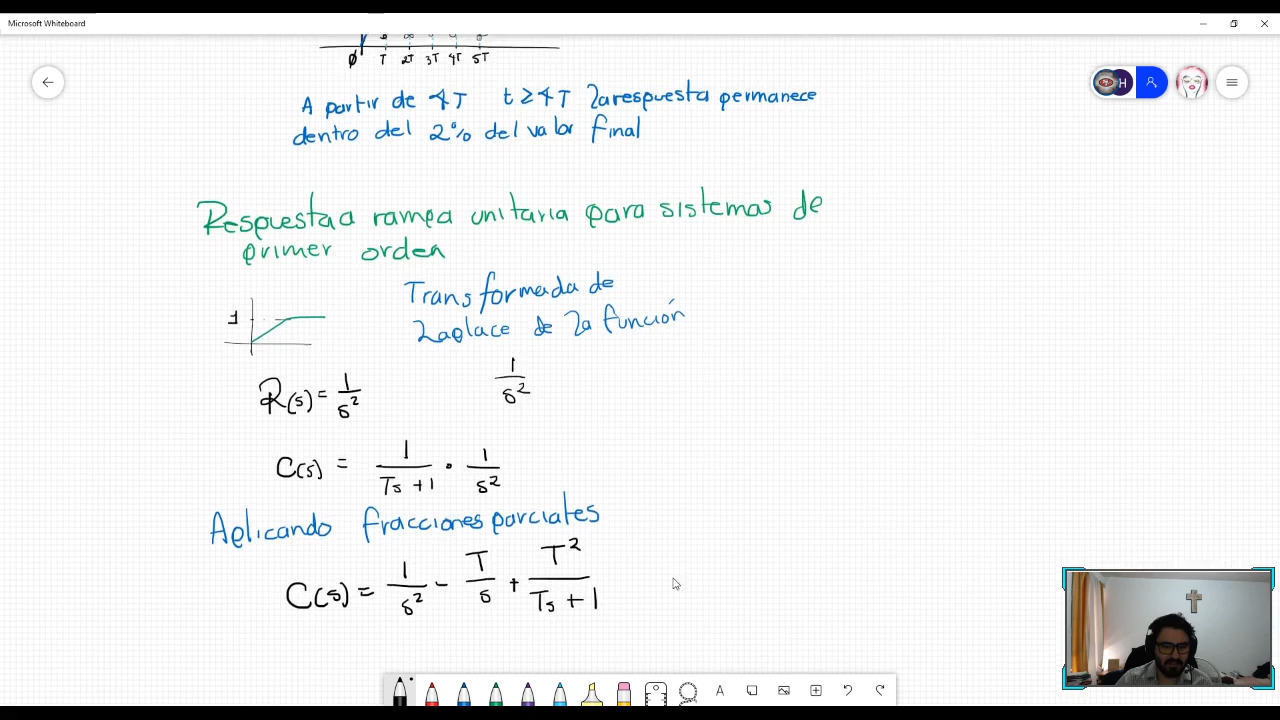 Microsoft Whiteboard
0 T 2T 3T 4T 5T
H
A partir de 4T t ≥ 4T la respuesta permanece
dentro del 2% del valor final
Respuesta a rampa unitaria para sistemas de
primer orden
Transformada de
Laplace de la función
1
R(s) = 1/s²
1/s²
C(s) = 1/(Ts + 1) · 1/s²
Aplicando fracciones parciales
C(s) = 1/s² - T/s + T²/(Ts + 1)
A